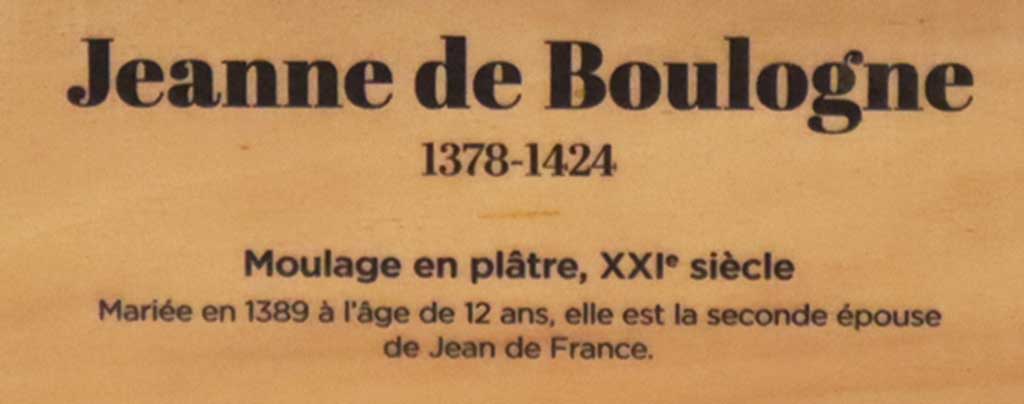 Jeanne de Boulogne
1378-1424
Moulage en plâtre, XXIe siècle
Mariée en 1389 à l'âge de 12 ans, elle est la seconde épouse
de Jean de France.